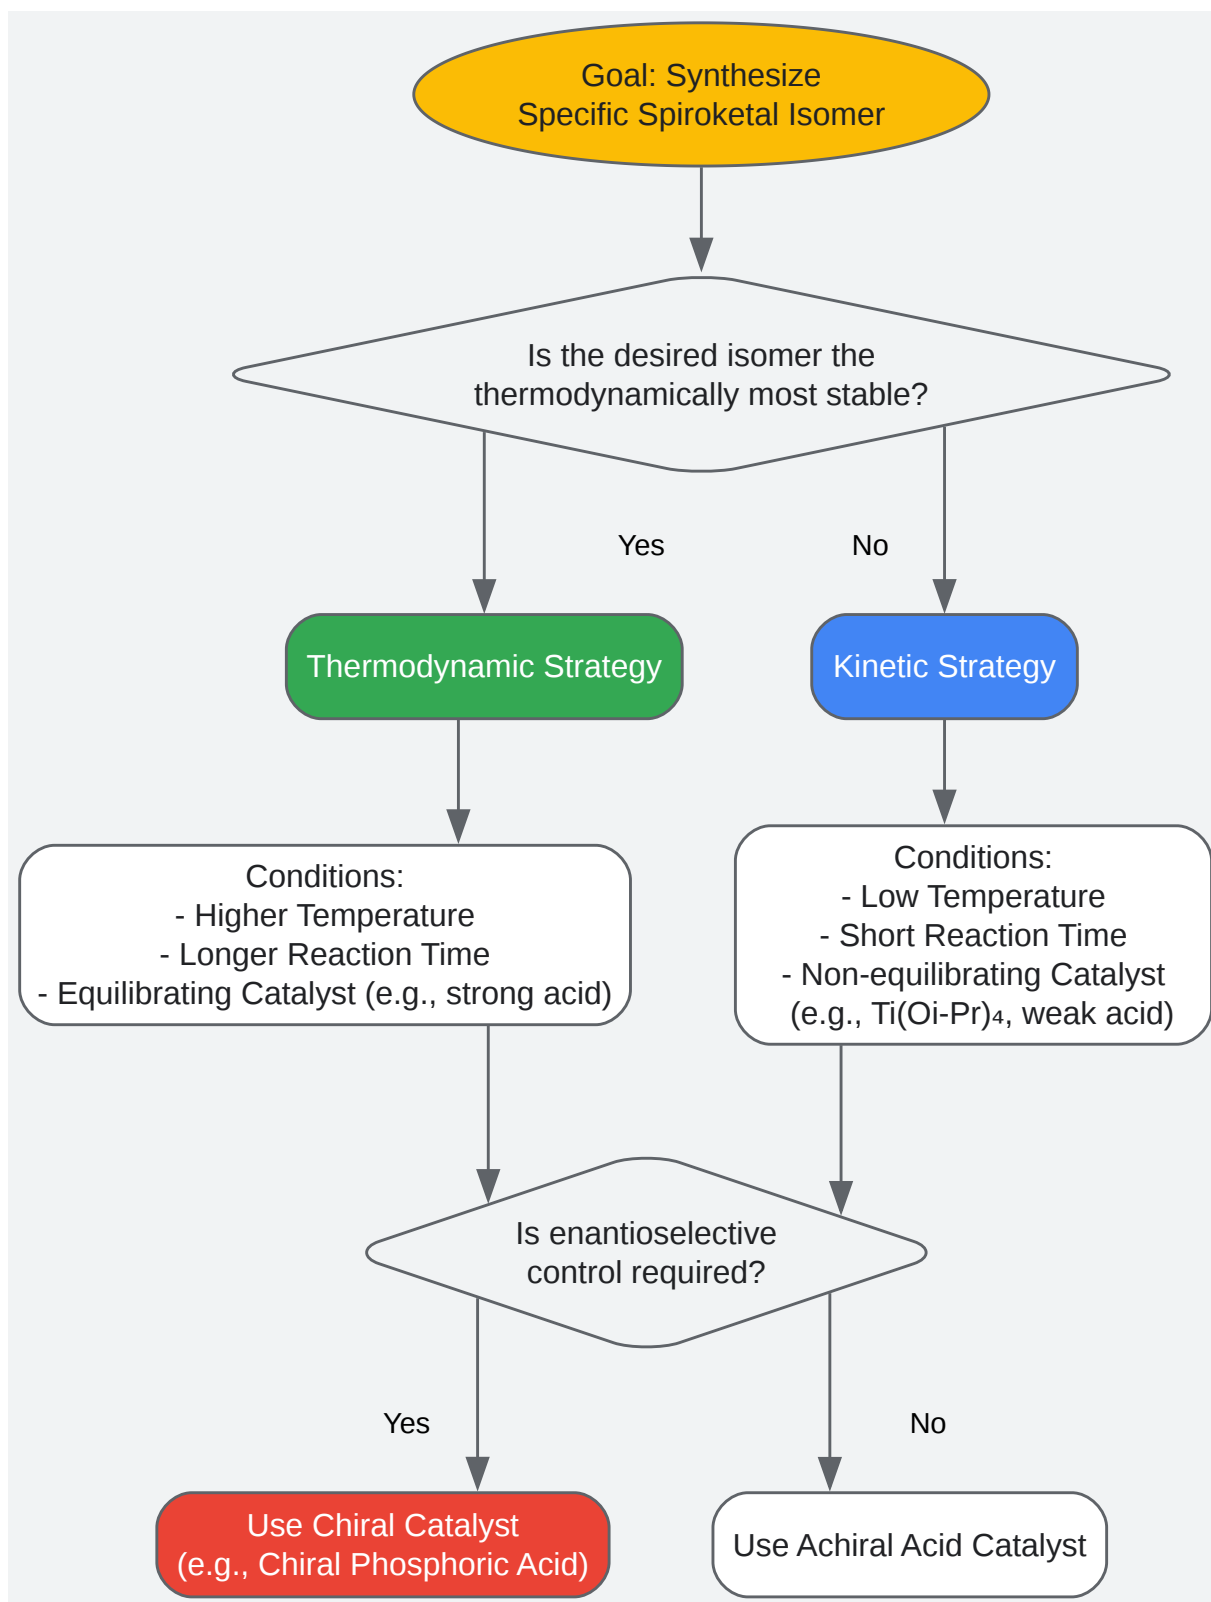 Goal: Synthesize
Specific Spiroketal Isomer
Is the desired isomer the
thermodynamically most stable?
Yes
No
Thermodynamic Strategy
Kinetic Strategy
Conditions:
- Higher Temperature
- Longer Reaction Time
- Equilibrating Catalyst (e.g., strong acid)
Conditions:
- Low Temperature
- Short Reaction Time
- Non-equilibrating Catalyst
(e.g., Ti(Oi-Pr)₄, weak acid)
Is enantioselective
control required?
Yes
No
Use Chiral Catalyst
(e.g., Chiral Phosphoric Acid)
Use Achiral Acid Catalyst